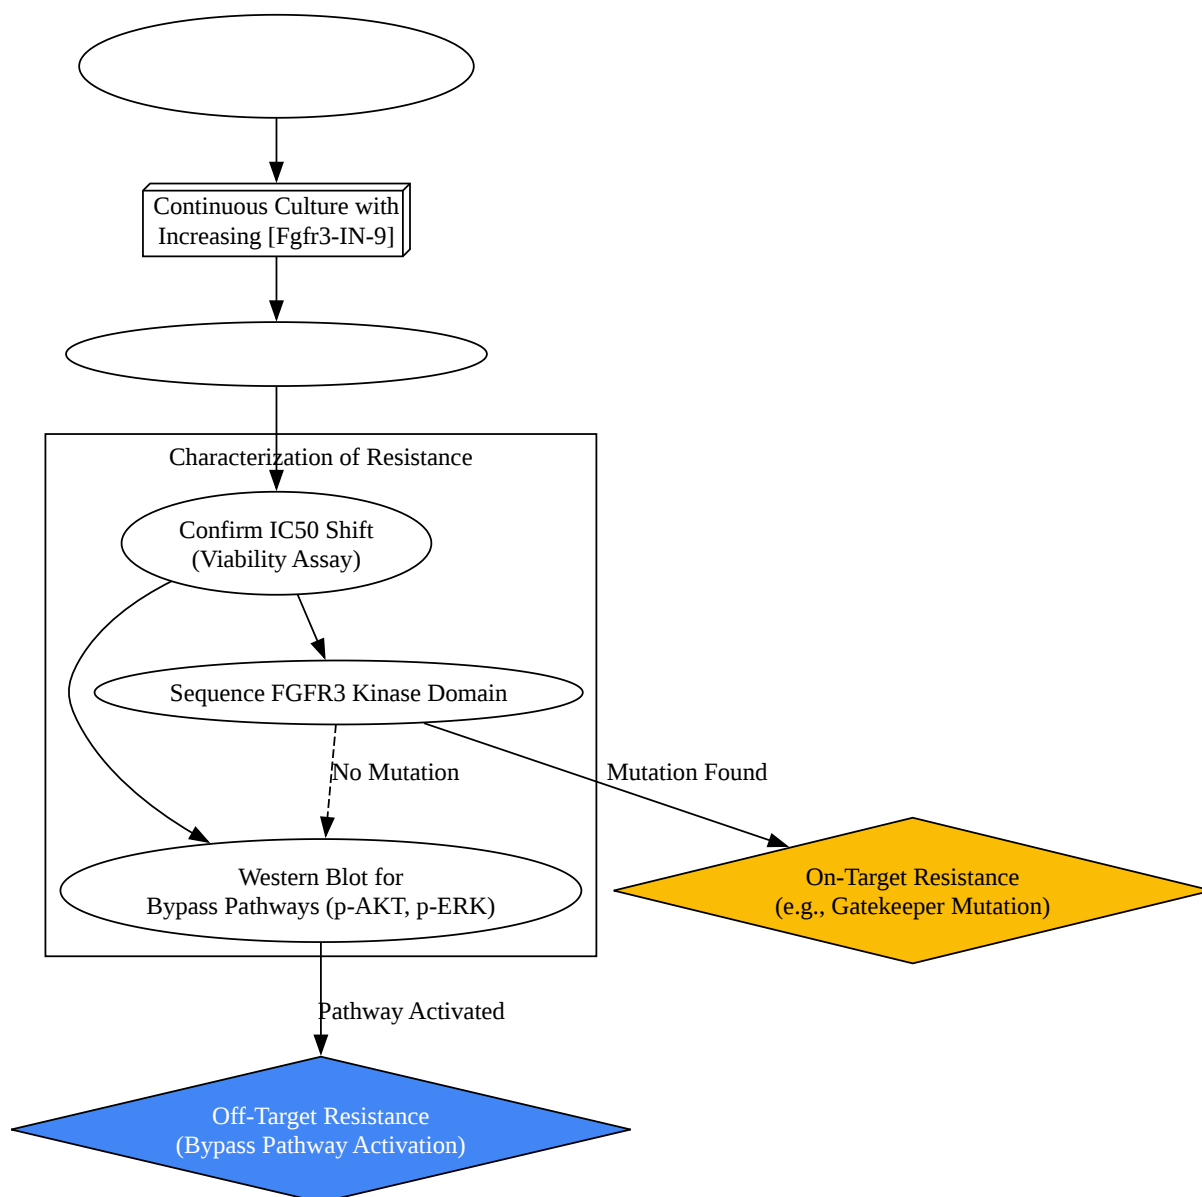 Continuous Culture with
Increasing [Fgfr3-IN-9]
Characterization of Resistance
Confirm IC50 Shift
(Viability Assay)
Sequence FGFR3 Kinase Domain
No Mutation
Mutation Found
Western Blot for
Bypass Pathways (p-AKT, p-ERK)
On-Target Resistance
(e.g., Gatekeeper Mutation)
Pathway Activated
Off-Target Resistance
(Bypass Pathway Activation)